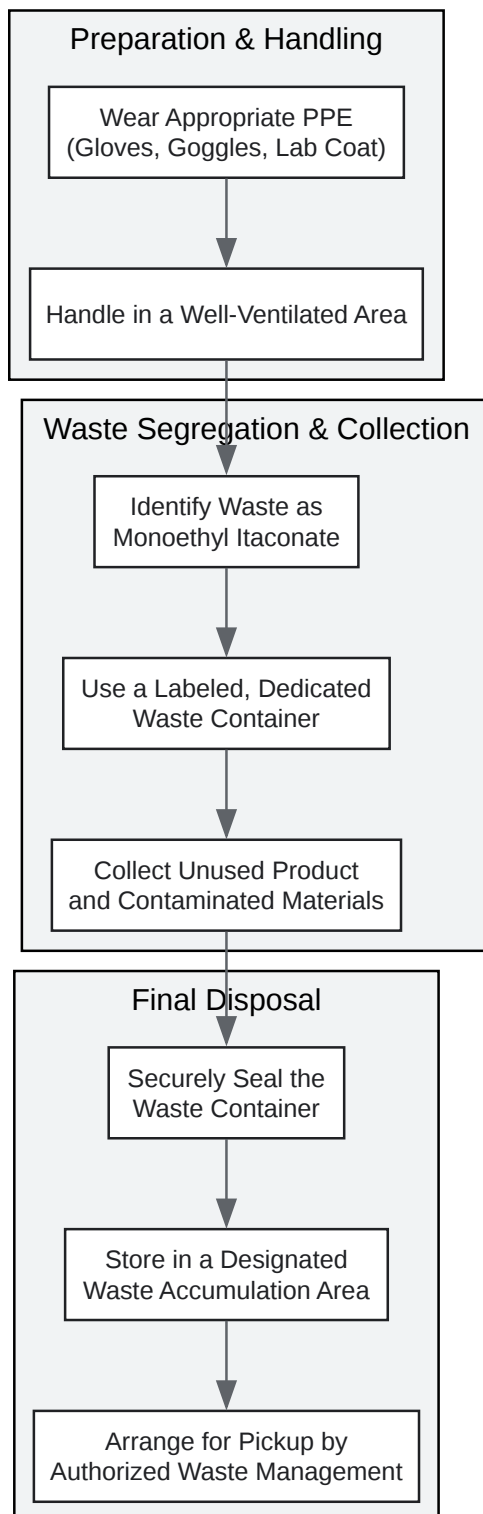 Preparation & Handling
Wear Appropriate PPE
(Gloves, Goggles, Lab Coat)
Handle in a Well-Ventilated Area
Waste Segregation & Collection
Identify Waste as
Monoethyl Itaconate
Use a Labeled, Dedicated
Waste Container
Collect Unused Product
and Contaminated Materials
Final Disposal
Securely Seal the
Waste Container
Store in a Designated
Waste Accumulation Area
Arrange for Pickup by
Authorized Waste Management